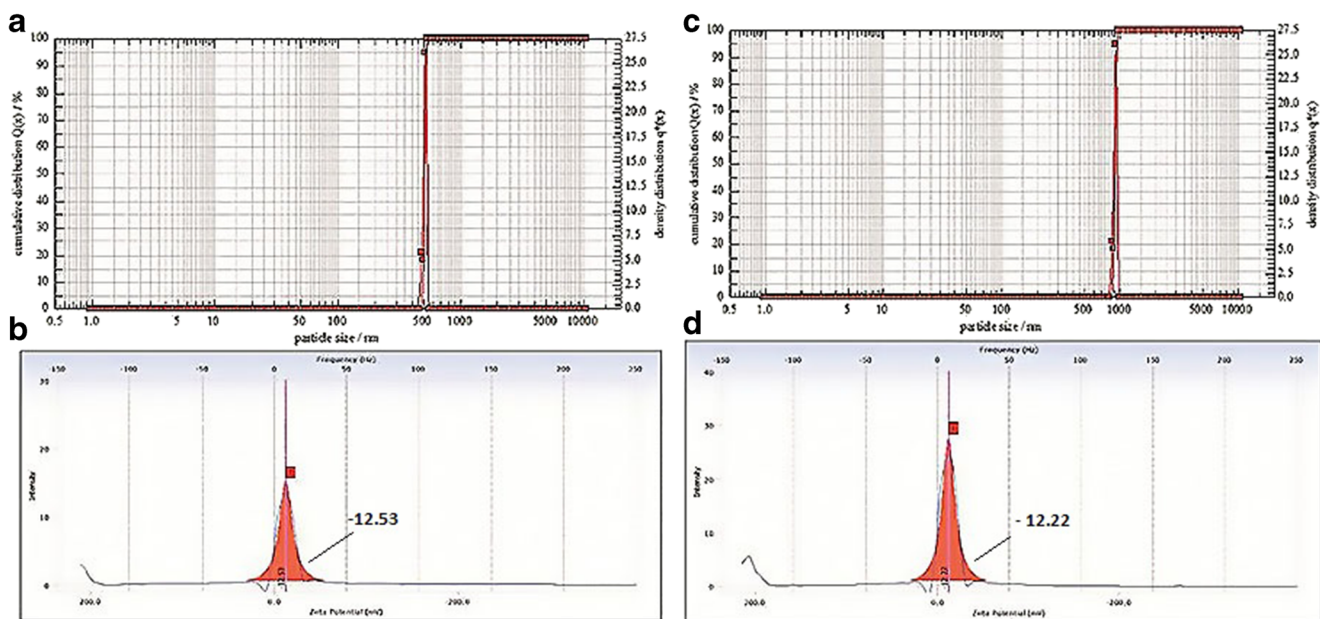 a
cumulative distribution Q(x) / %
100
90
80
70
60
50
40
30
20
10
0
27.5
25.0
22.5
20.0
17.5
15.0
12.5
10.0
7.5
5.0
2.5
0.0
density distribution q*(x)
0.5 1.0 5 10 50 100 500 1000 5000 10000
particle size / nm
b
Frequency (Hz)
-150 -100 -50 0 50 100 150 200 250
Intensity
30
20
10
0
-12.53
200.0 0.0 -200.0
Zeta Potential (mV)
c
cumulative distribution Q(x) / %
100
90
80
70
60
50
40
30
20
10
0
27.5
25.0
22.5
20.0
17.5
15.0
12.5
10.0
7.5
5.0
2.5
0.0
density distribution q*(x)
0.5 1.0 5 10 50 100 500 1000 5000 10000
particle size / nm
d
Frequency (Hz)
-150 -100 -50 0 50 100 150 200 250
Intensity
40
30
20
10
0
- 12.22
200.0 0.0 -200.0
Zeta Potential (mV)